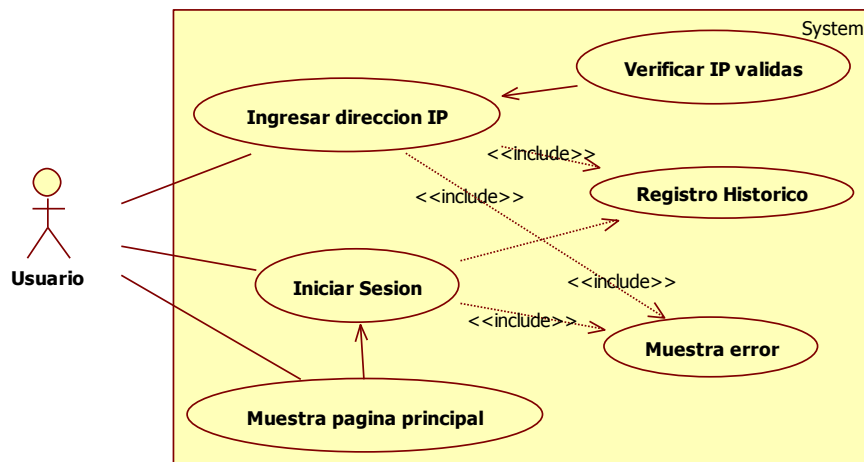 System
Verificar IP validas
Ingresar direccion IP
<<include>>
Registro Historico
<<include>>
Usuario
Iniciar Sesion
<<include>>
<<include>>
Muestra error
Muestra pagina principal